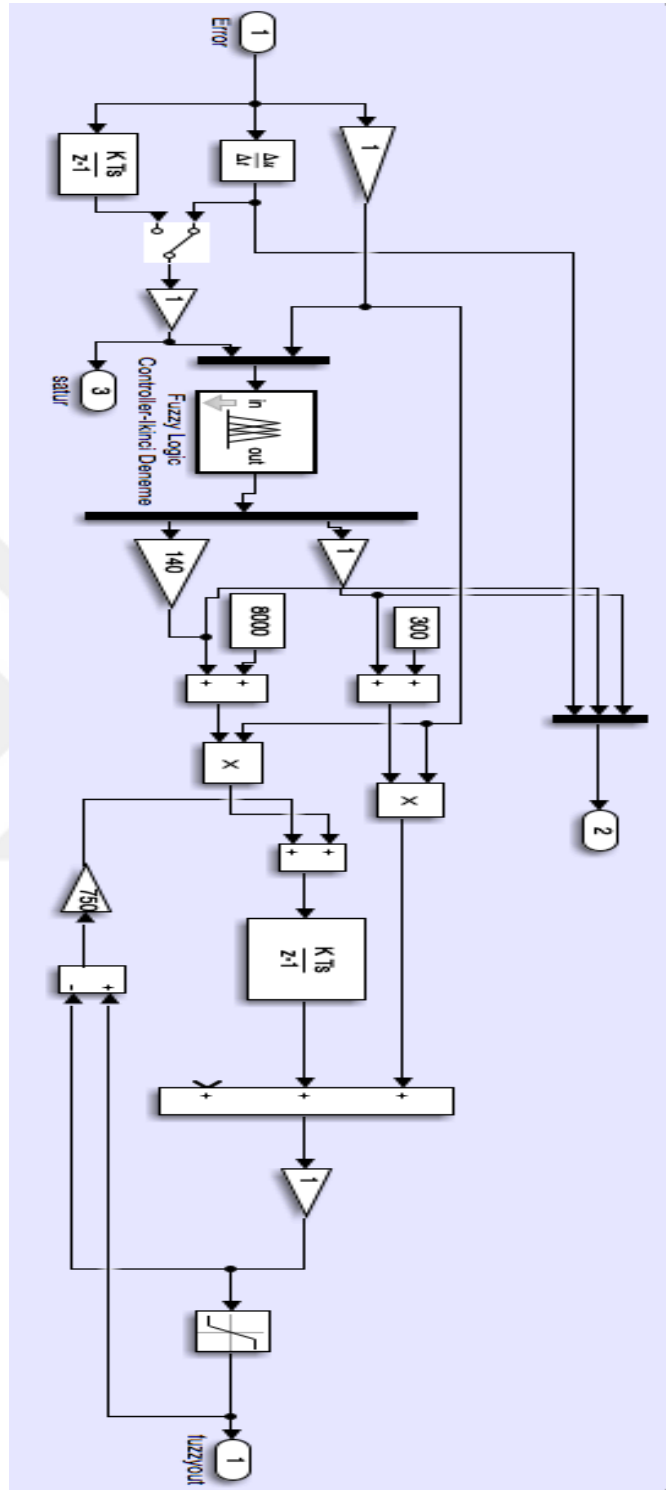 1
Error
1
Δu
Δt
K Ts
z-1
1
3
satur
in
out
Fuzzy Logic
Controller-Ikinci Deneme
1
140
300
8000
+
+
+
+
×
×
2
+
+
750
K Ts
z-1
+
-
+
+
+
1
1
fuzzyout